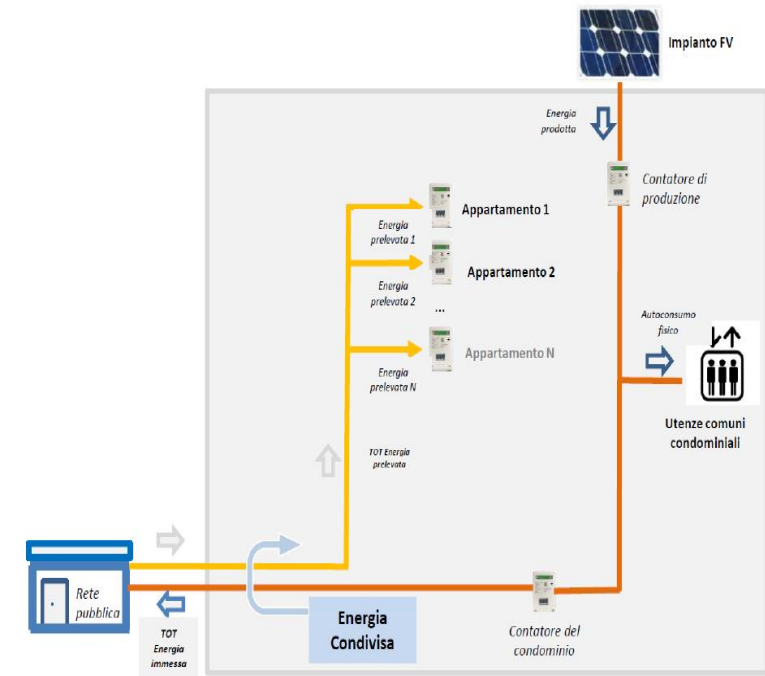 Impianto FV
Energia
prodotta
Contatore di
produzione
Appartamento 1
Energia
prelevata 1
Appartamento 2
Energia
prelevata 2
...
Appartamento N
Energia
prelevata N
Autoconsumo
fisico
Utenze comuni
condominiali
TOT Energia
prelevata
Rete
pubblica
TOT
Energia
immessa
Energia
Condivisa
Contatore del
condominio